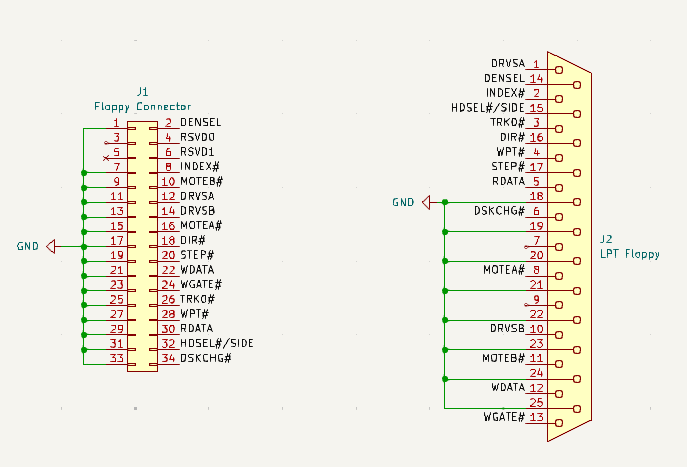 J1
Floppy Connector
1 2 DENSEL
3 4 RSVD0
5 6 RSVD1
7 8 INDEX#
9 10 MOTEB#
11 12 DRVSA
13 14 DRVSB
15 16 MOTEA#
GND 17 18 DIR#
19 20 STEP#
21 22 WDATA
23 24 WGATE#
25 26 TRK0#
27 28 WPT#
29 30 RDATA
31 32 HDSEL#/SIDE
33 34 DSKCHG#
DRVSA 1
DENSEL 14
INDEX# 2
HDSEL#/SIDE 15
TRK0# 3
DIR# 16
WPT# 4
STEP# 17
RDATA 5
GND 18
DSKCHG# 6
19
7
20
MOTEA# 8
21
9
22
DRVSB 10
23
MOTEB# 11
24
WDATA 12
25
WGATE# 13
J2
LPT Floppy